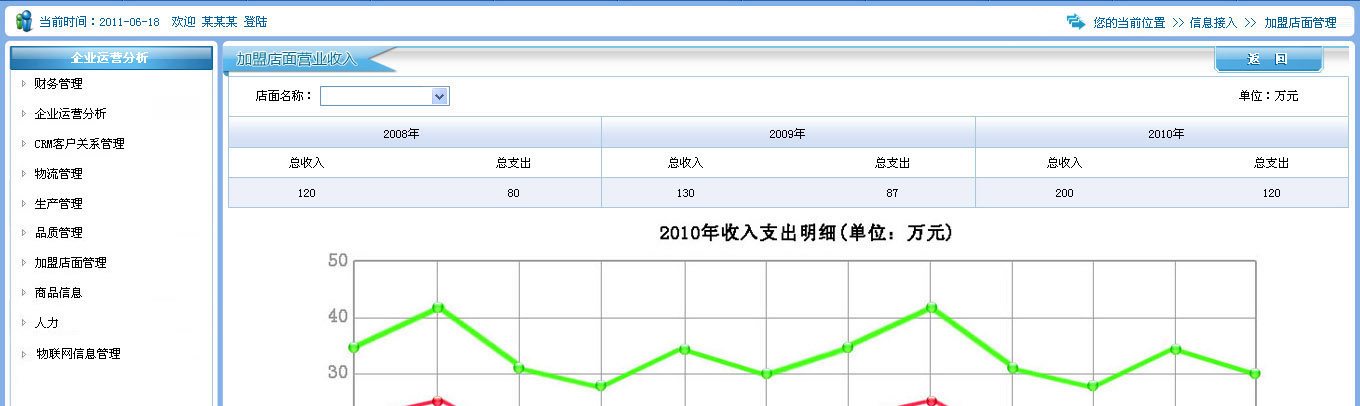 当前时间：2011-06-18 欢迎 某某某 登陆
您的当前位置 >> 信息接入 >> 加盟店面管理
企业运营分析
财务管理
企业运营分析
CRM客户关系管理
物流管理
生产管理
品质管理
加盟店面管理
商品信息
人力
物联网信息管理
加盟店面营业收入
返 回
店面名称：
单位：万元
2008年 2009年 2010年
总收入 总支出 总收入 总支出 总收入 总支出
120 80 130 87 200 120
2010年收入支出明细(单位：万元)
50
40
30